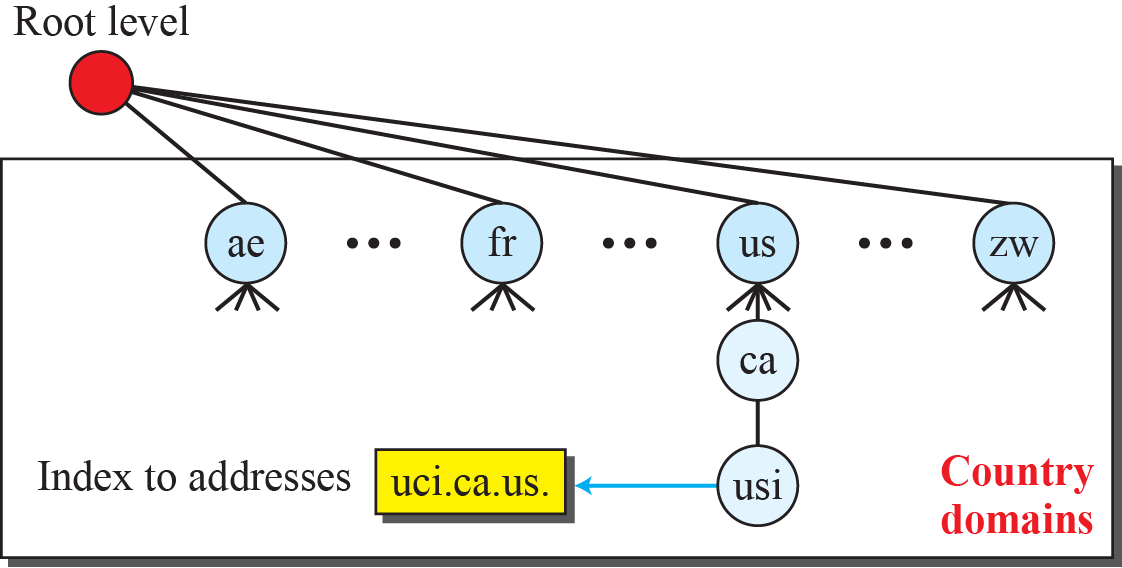 Root level
ae ••• fr ••• us ••• zw
ca
Index to addresses uci.ca.us. usi
Country
domains